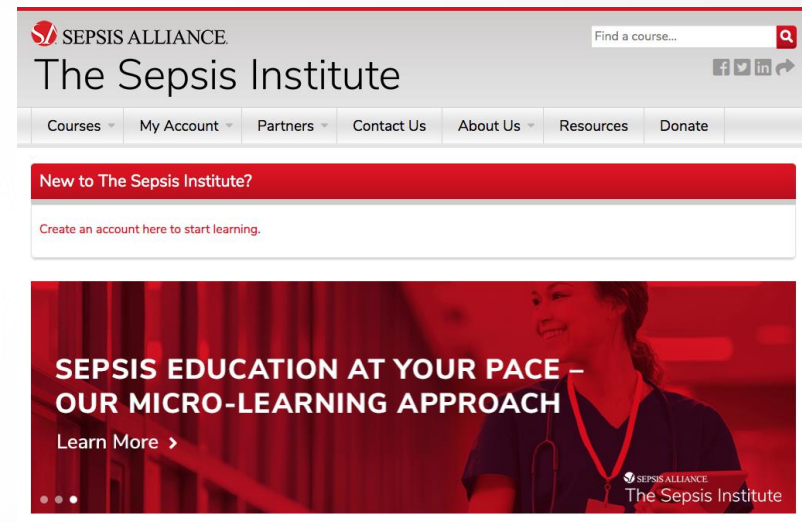 SEPSIS ALLIANCE.
Find a course...
The Sepsis Institute
Courses My Account Partners Contact Us About Us Resources Donate
New to The Sepsis Institute?
Create an account here to start learning.
SEPSIS EDUCATION AT YOUR PACE –
OUR MICRO-LEARNING APPROACH
Learn More >
SEPSIS ALLIANCE
The Sepsis Institute